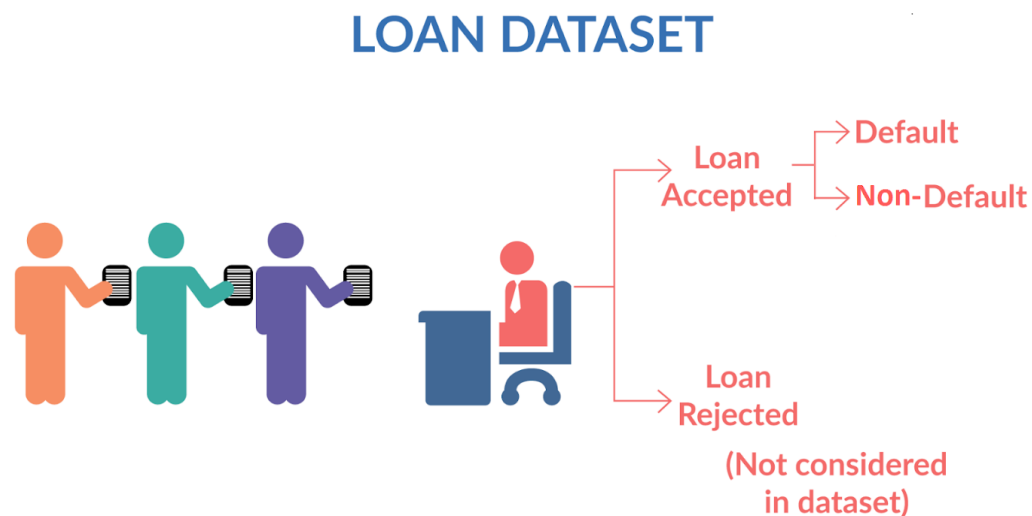 LOAN DATASET
Loan
Accepted
Default
Non-Default
Loan
Rejected
(Not considered
in dataset)